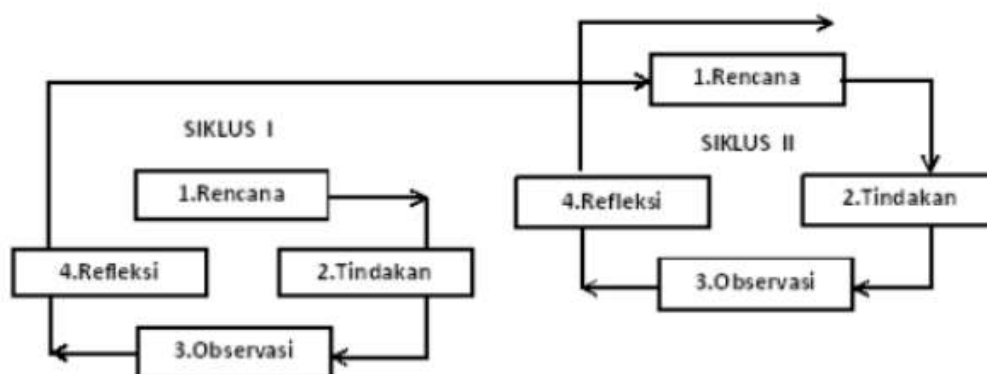 SIKLUS I
1.Rencana
2.Tindakan
3.Observasi
4.Refleksi
SIKLUS II
1.Rencana
2.Tindakan
3.Observasi
4.Refleksi